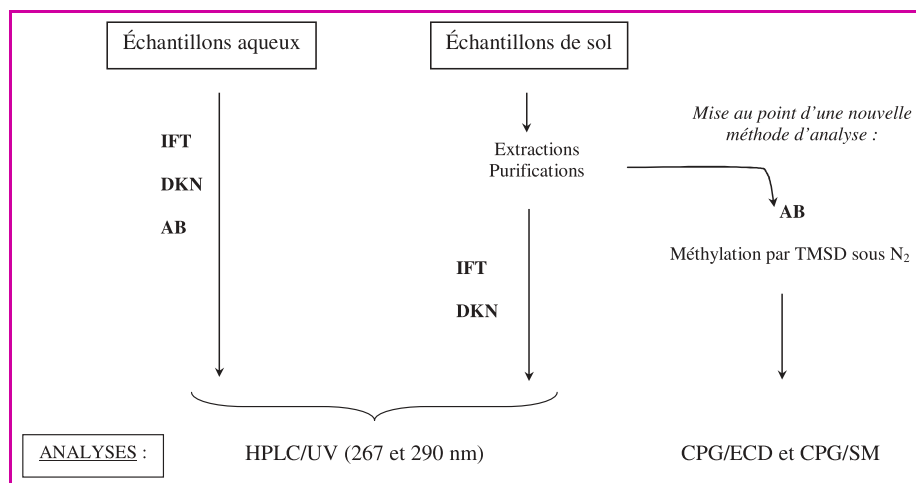 Échantillons aqueux
Échantillons de sol
Mise au point d'une nouvelle
méthode d'analyse :
IFT
DKN
AB
Extractions
Purifications
AB
Méthylation par TMSD sous N₂
IFT
DKN
ANALYSES :
HPLC/UV (267 et 290 nm)
CPG/ECD et CPG/SM